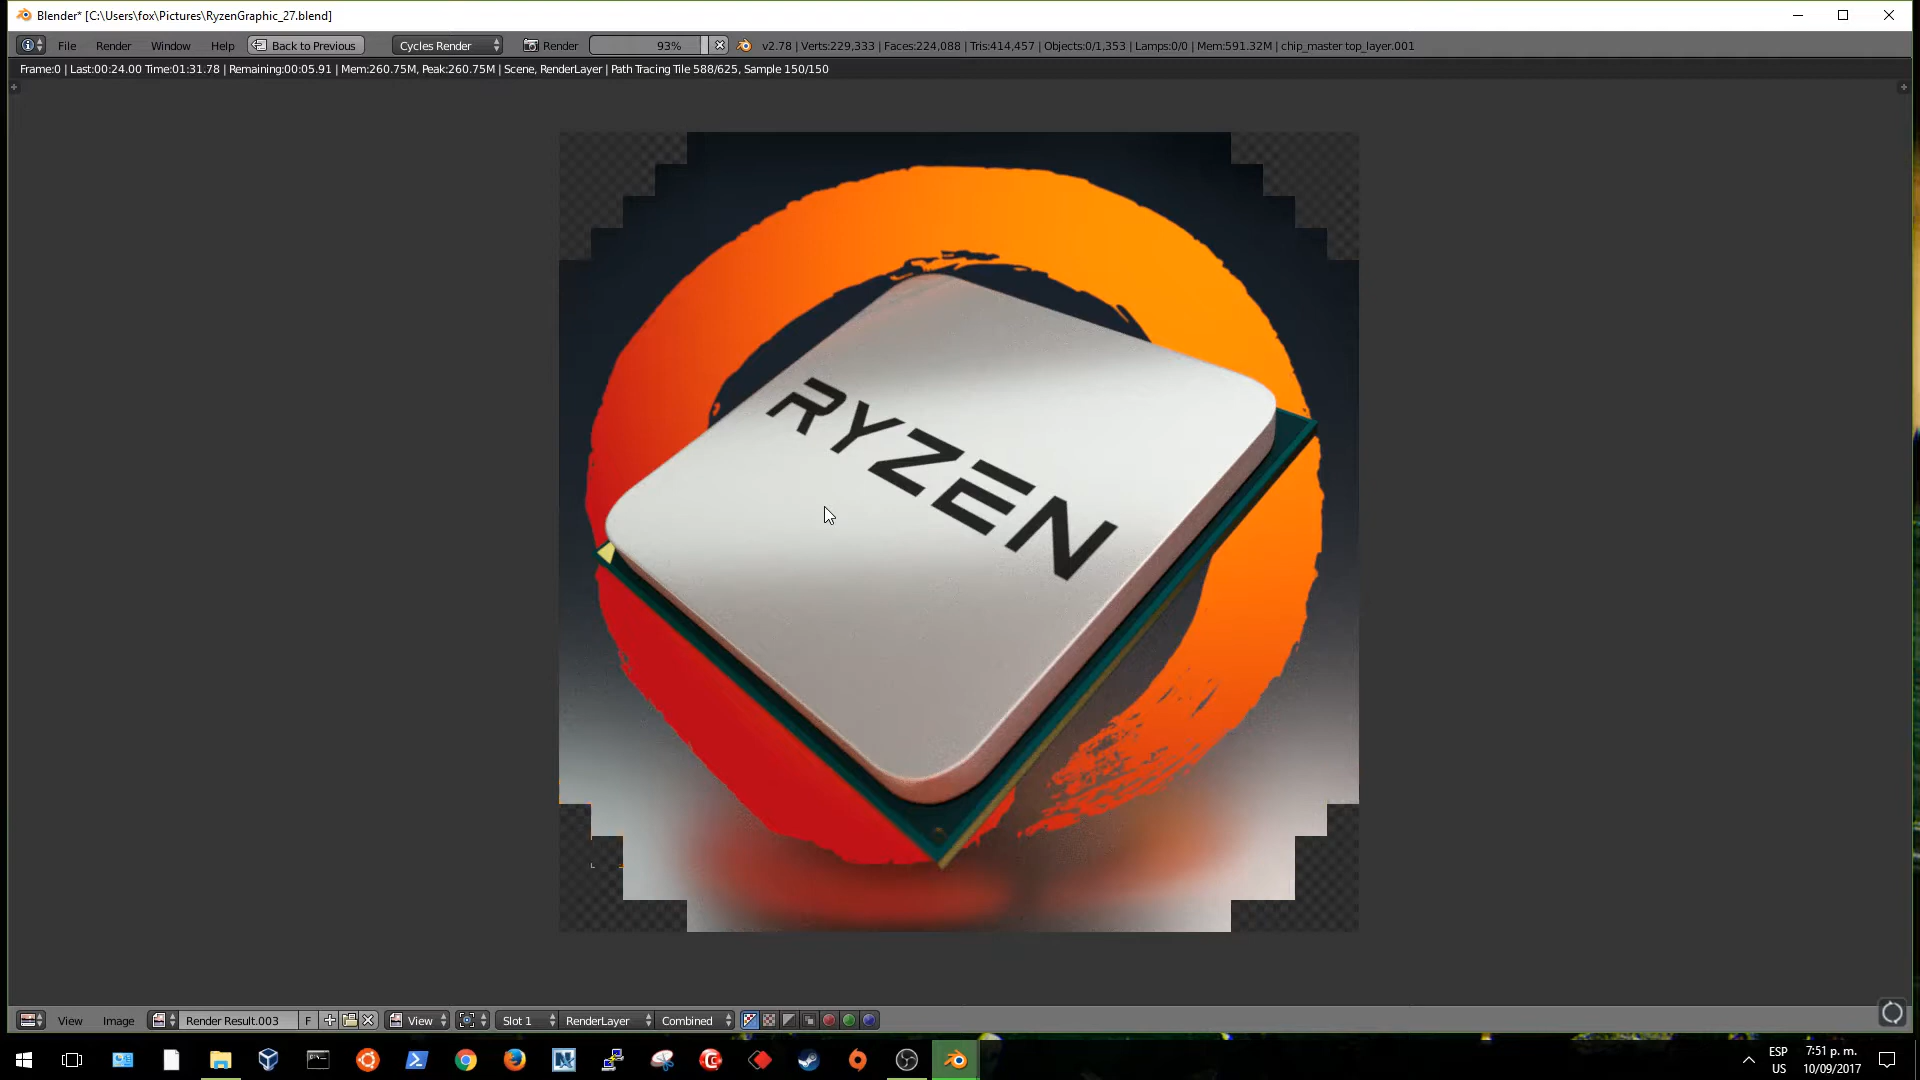 Blender* [C:\Users\fox\Pictures\RyzenGraphic_27.blend]
File Render Window Help Back to Previous Cycles Render Render 93% v2.78 | Verts:229,333 | Faces:224,088 | Tris:414,457 | Objects:0/1,353 | Lamps:0/0 | Mem:591.32M | chip_master top_layer.001
Frame:0 | Last:00:24.00 Time:01:31.78 | Remaining:00:05.91 | Mem:260.75M, Peak:260.75M | Scene, RenderLayer | Path Tracing Tile 588/625, Sample 150/150
RYZEN
View Image Render Result.003 F View Slot 1 RenderLayer Combined
ESP 7:51 p. m.
US 10/09/2017